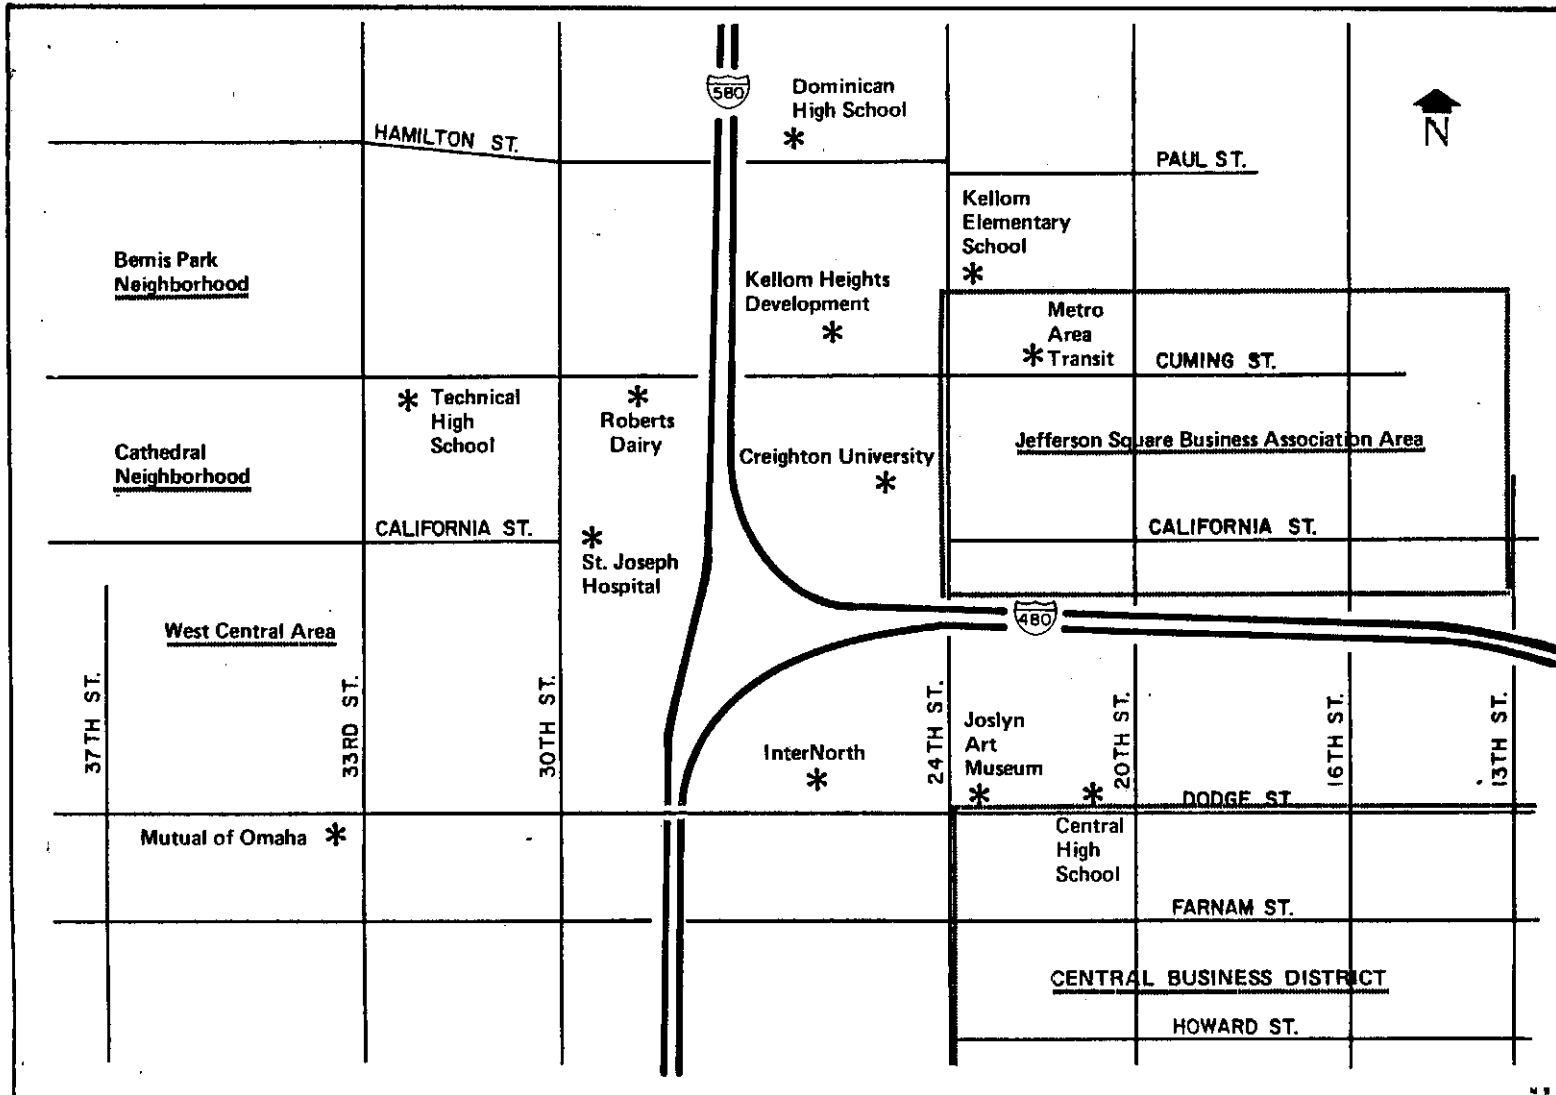 580
Dominican
High School
HAMILTON ST.
N
PAUL ST.
Kellom
Elementary
School
Bemis Park
Neighborhood
Kellom Heights
Development
Metro
Area
Transit
CUMING ST.
Technical
High
School
Roberts
Dairy
Cathedral
Neighborhood
Creighton University
Jefferson Square Business Association Area
CALIFORNIA ST.
St. Joseph
Hospital
CALIFORNIA ST.
West Central Area
480
37TH ST.
33RD ST.
30TH ST.
24TH ST.
20TH ST.
16TH ST.
13TH ST.
InterNorth
Joslyn
Art
Museum
DODGE ST.
Mutual of Omaha
Central
High
School
FARNAM ST.
CENTRAL BUSINESS DISTRICT
HOWARD ST.